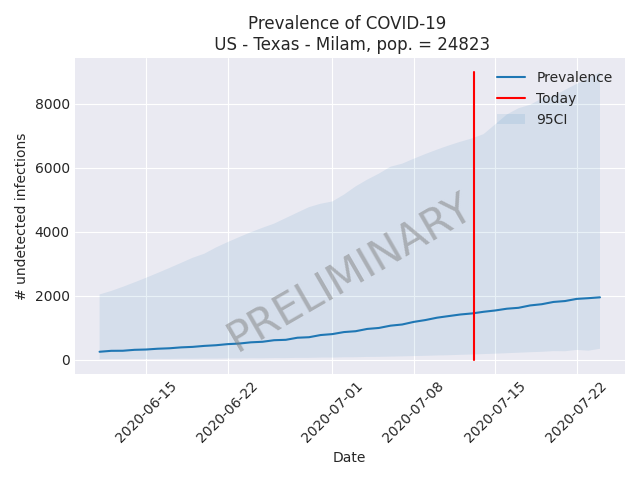 Prevalence of COVID-19
US - Texas - Milam, pop. = 24823
Prevalence
Today
95CI
8000
6000
4000
2000
0
# undetected infections
PRELIMINARY
2020-06-15
2020-06-22
2020-07-01
2020-07-08
2020-07-15
2020-07-22
Date